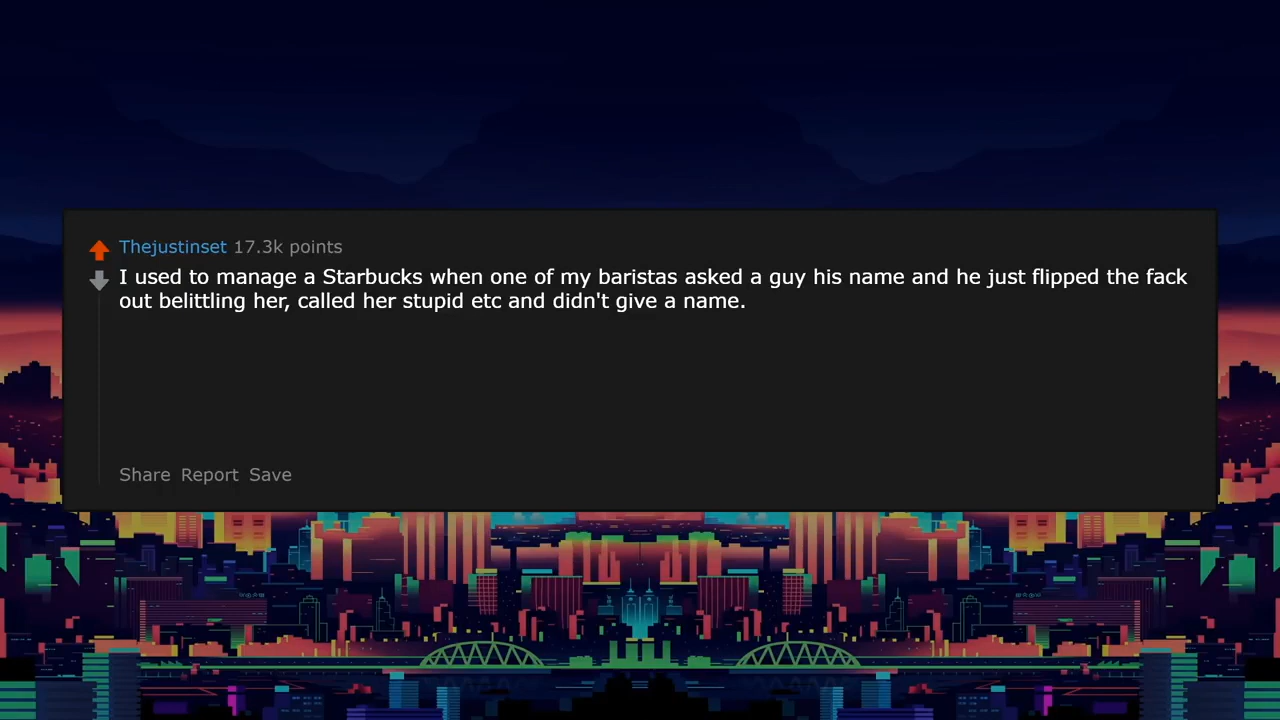 Thejustinset 17.3k points
I used to manage a Starbucks when one of my baristas asked a guy his name and he just flipped the fack
out belittling her, called her stupid etc and didn't give a name.
Share Report Save